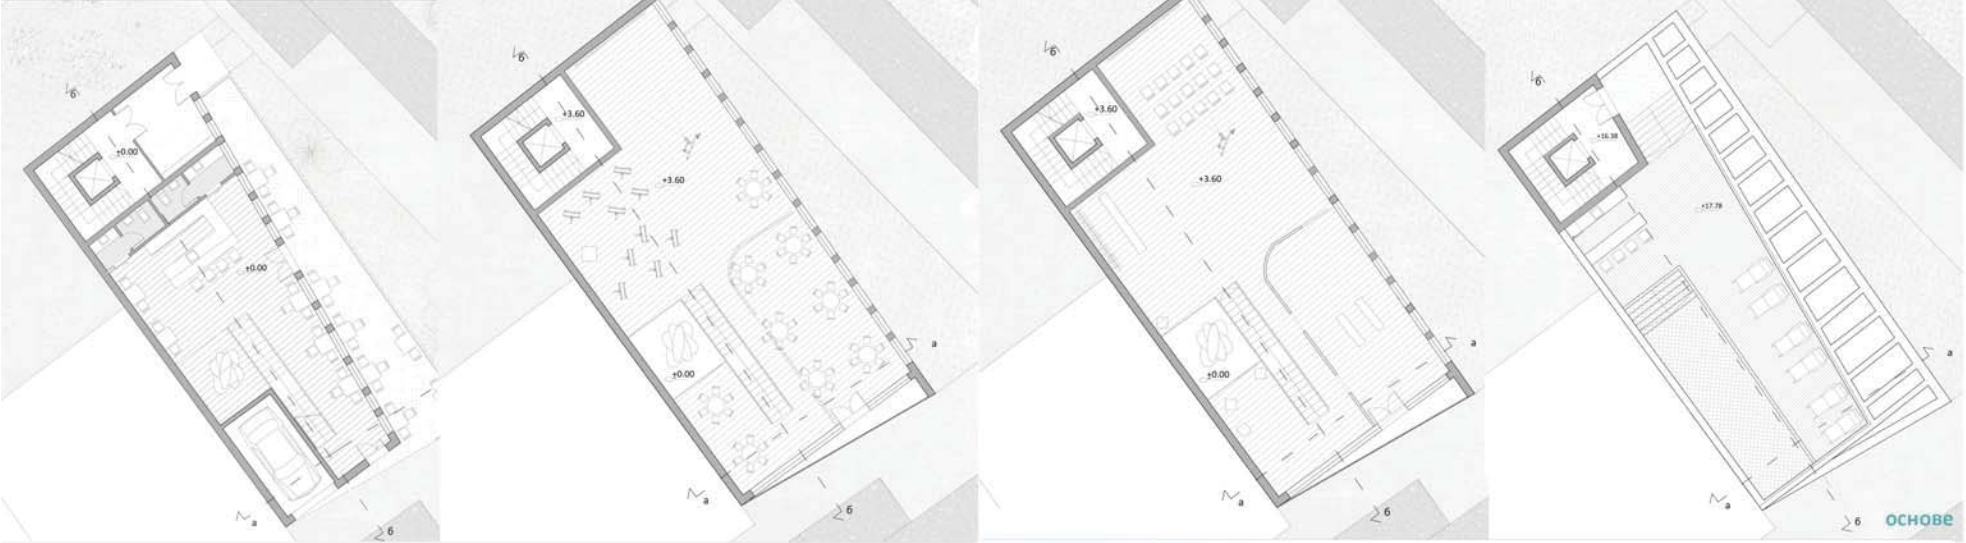 б
±0.00
±0.00
а
б
б
+3.60
+3.60
±0.00
а
а
б
б
+3.60
+3.60
±0.00
а
а
б
б
+16.38
+17.78
а
а
б
основе